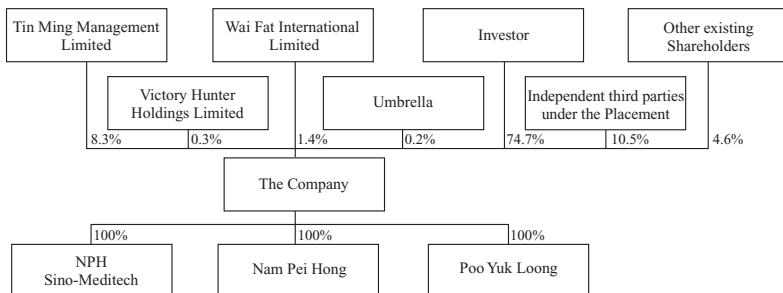 Tin Ming Management
Limited
Wai Fat International
Limited
Investor
Other existing
Shareholders
Victory Hunter
Holdings Limited
Umbrella
Independent third parties
under the Placement
8.3%
0.3%
1.4%
0.2%
74.7%
10.5%
4.6%
The Company
100%
100%
100%
NPH
Sino-Meditech
Nam Pei Hong
Poo Yuk Loong